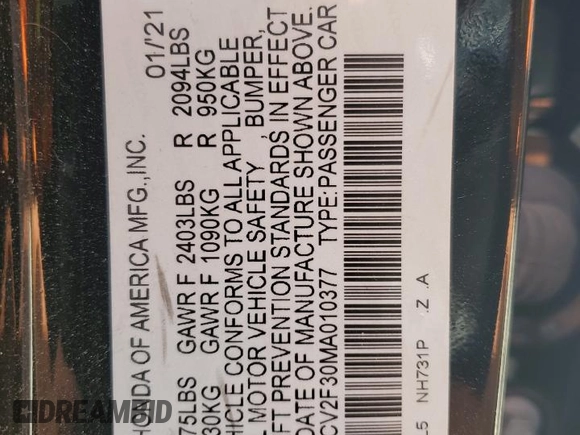 HONDA OF AMERICA MFG.,INC. 01/'21
75LBS GAWR F 2403LBS R 2094LBS
30KG GAWR F 1090KG R 950KG
HICLE CONFORMS TO ALL APPLICABLE
L MOTOR VEHICLE SAFETY BUMPER,
FT PREVENTION STANDARDS, IN EFFECT
DATE OF MANUFACTURE SHOWN ABOVE.
CV2F30MA010377 TYPE:PASSENGER CAR
L5 NH731P .Z .A
DREAMBID